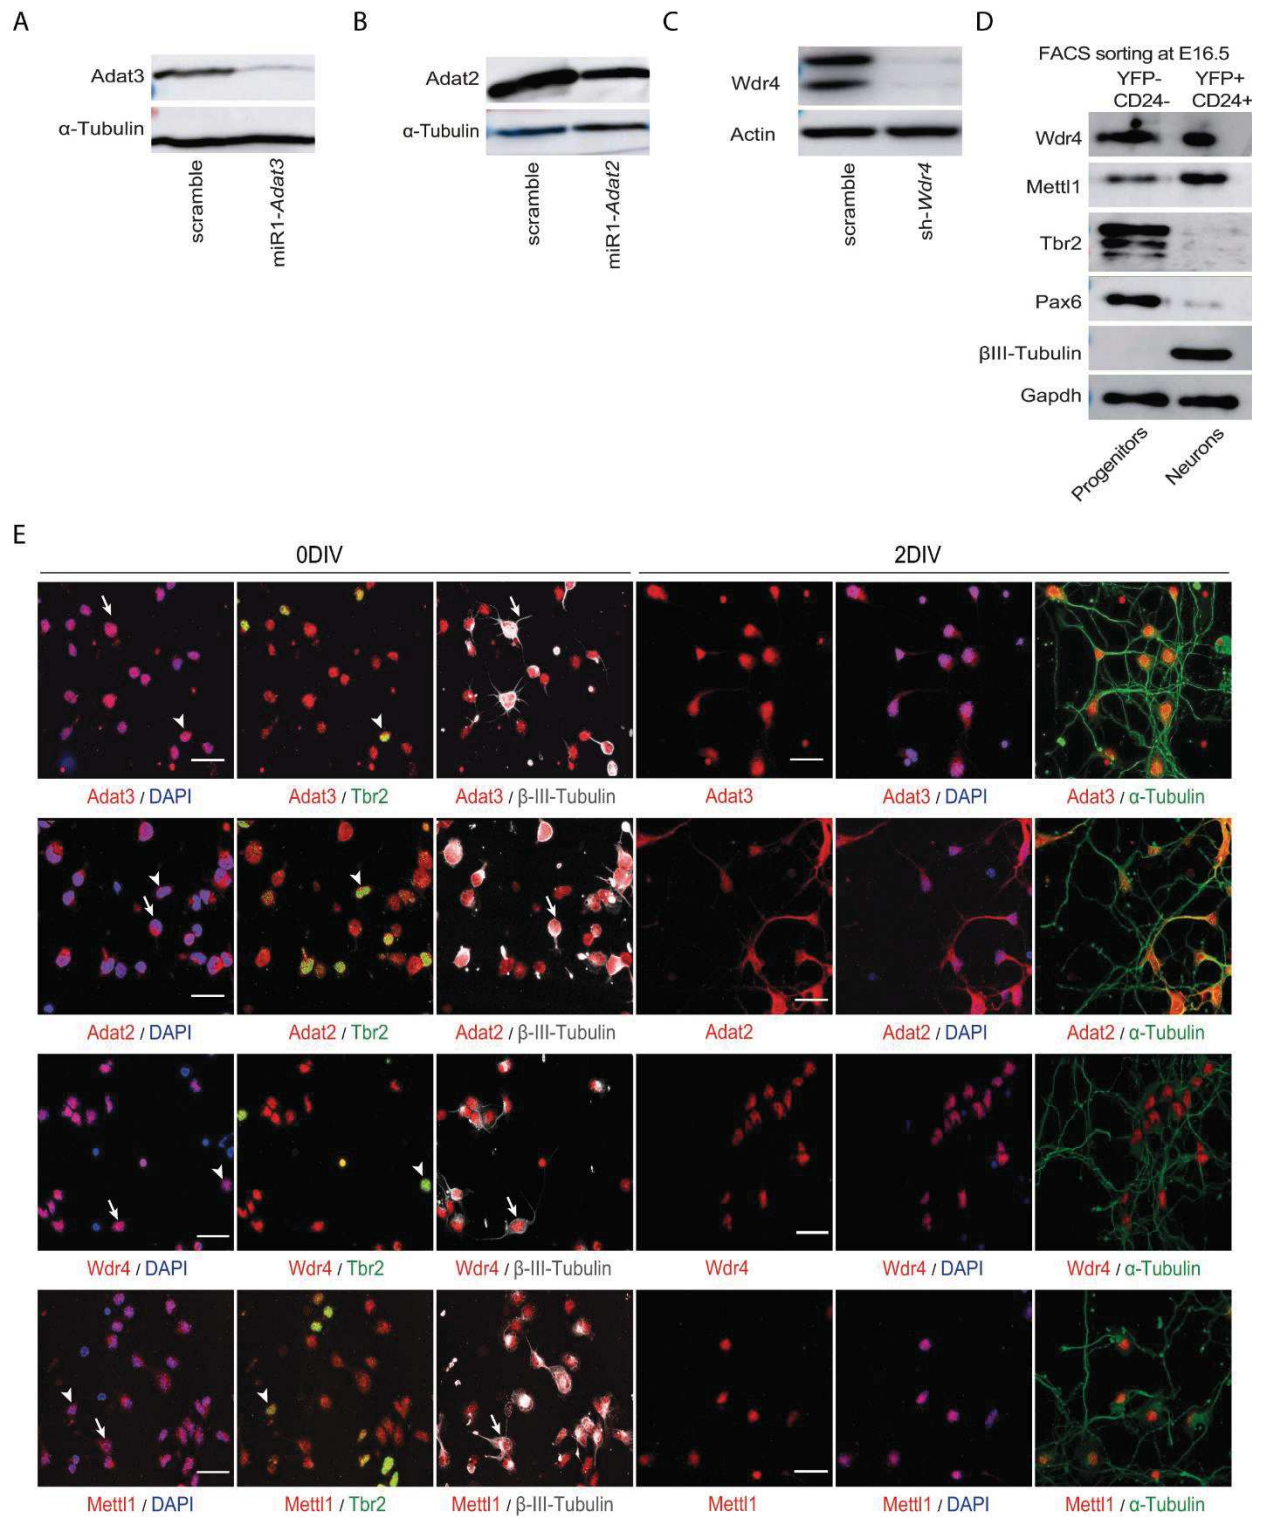 A
Adat3
α-Tubulin
scramble
miR1-Adat3
B
Adat2
α-Tubulin
scramble
miR1-Adat2
C
Wdr4
Actin
scramble
sh-Wdr4
D
FACS sorting at E16.5
YFP- YFP+
CD24- CD24+
Wdr4
Mettl1
Tbr2
Pax6
βIII-Tubulin
Gapdh
Progenitors
Neurons
E
0DIV 2DIV
Adat3 / DAPI Adat3 / Tbr2 Adat3 / β-III-Tubulin Adat3 Adat3 / DAPI Adat3 / α-Tubulin
Adat2 / DAPI Adat2 / Tbr2 Adat2 / β-III-Tubulin Adat2 Adat2 / DAPI Adat2 / α-Tubulin
Wdr4 / DAPI Wdr4 / Tbr2 Wdr4 / β-III-Tubulin Wdr4 Wdr4 / DAPI Wdr4 / α-Tubulin
Mettl1 / DAPI Mettl1 / Tbr2 Mettl1 / β-III-Tubulin Mettl1 Mettl1 / DAPI Mettl1 / α-Tubulin